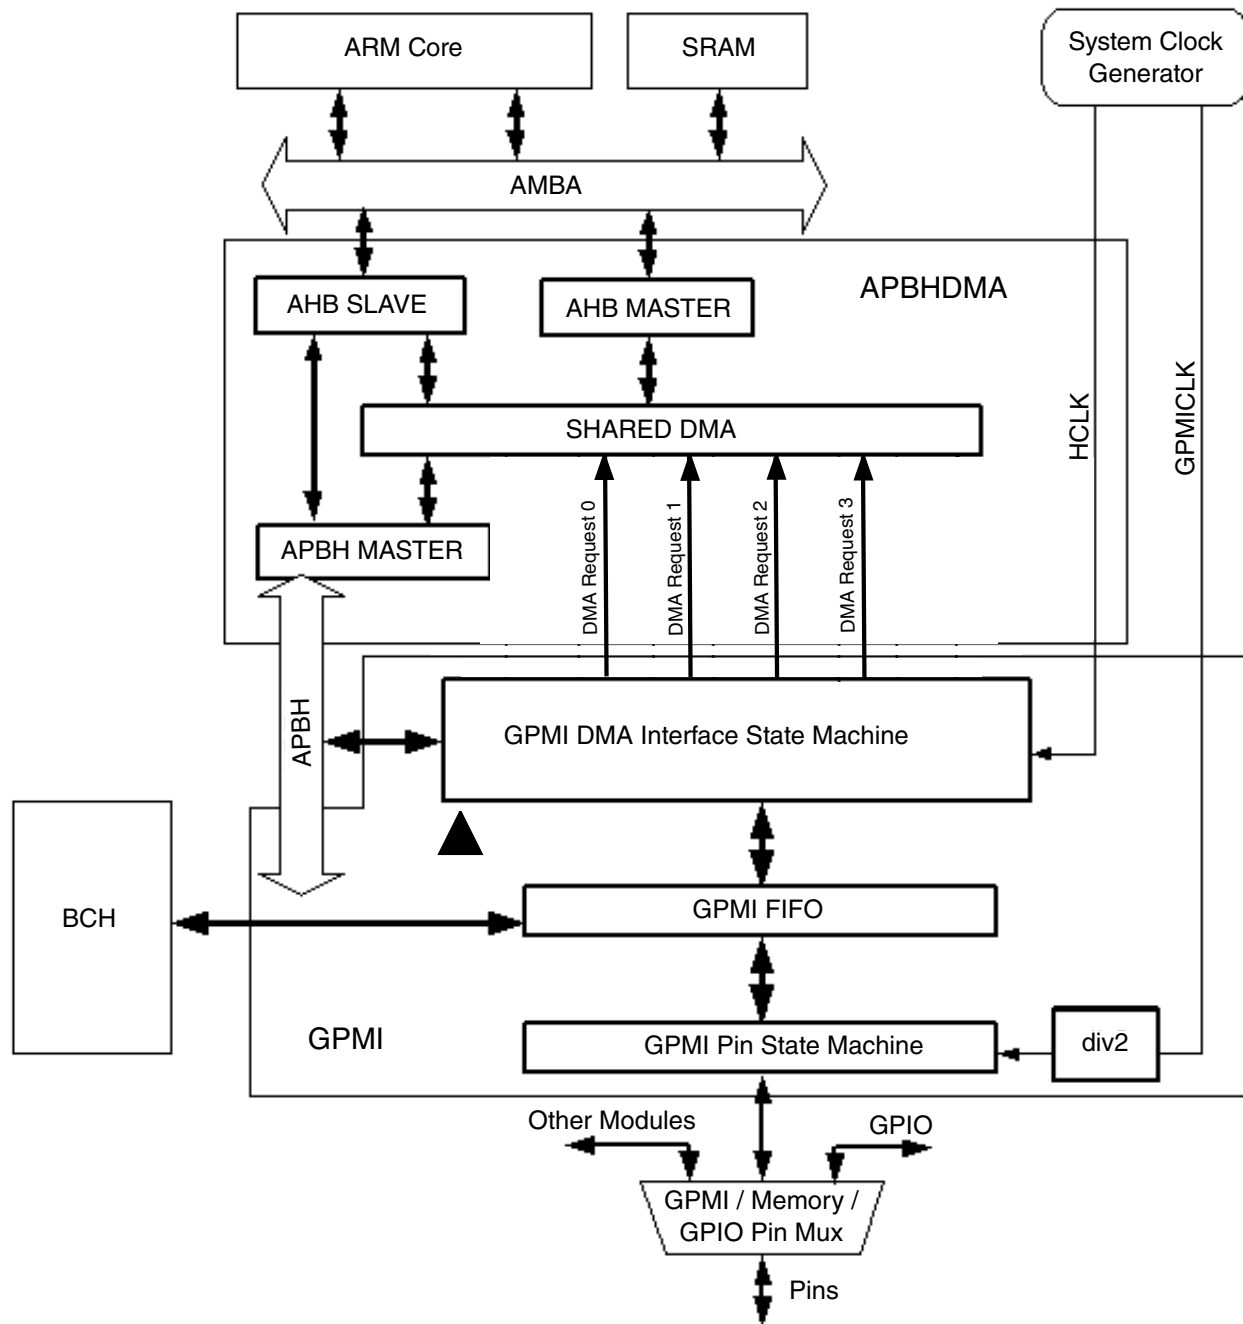 ARM Core
SRAM
System Clock
Generator
AMBA
AHB SLAVE
AHB MASTER
APBHDMA
SHARED DMA
HCLK
GPMICLK
APBH MASTER
DMA Request 0
DMA Request 1
DMA Request 2
DMA Request 3
APBH
GPMI DMA Interface State Machine
BCH
GPMI FIFO
GPMI
GPMI Pin State Machine
div2
Other Modules
GPIO
GPMI / Memory /
GPIO Pin Mux
Pins